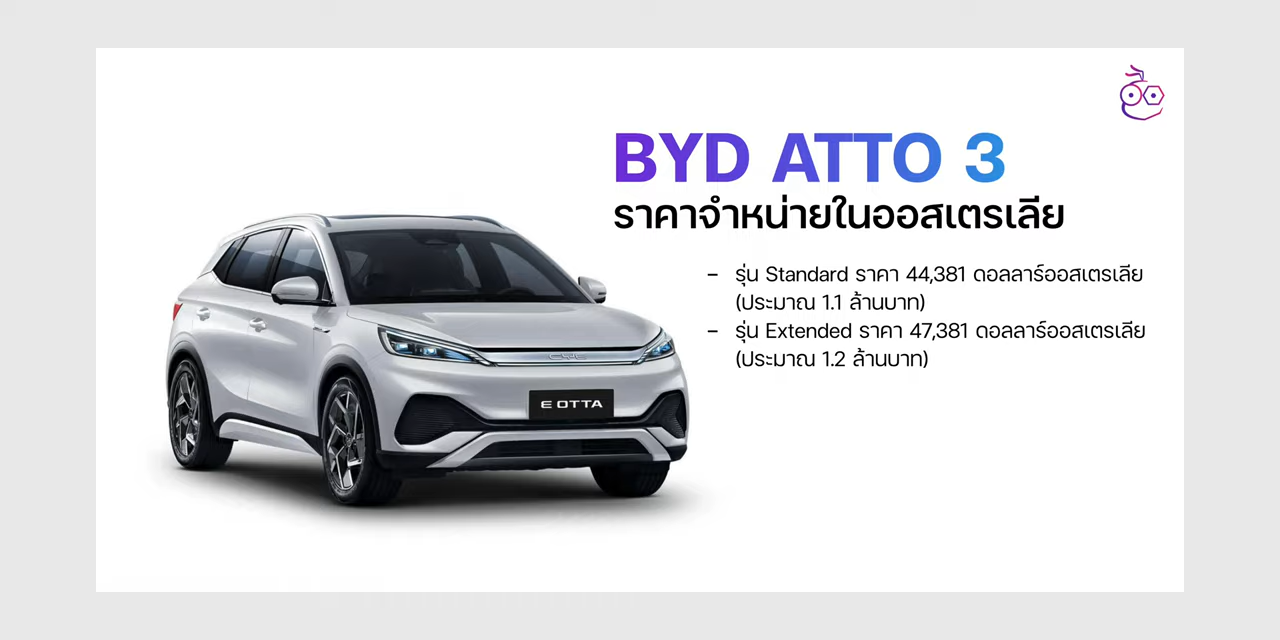 BYD ATTO 3
ราคาจำหน่ายในออสเตรเลีย
- รุ่น Standard ราคา 44,381 ดอลลาร์ออสเตรเลีย
(ประมาณ 1.1 ล้านบาท)
- รุ่น Extended ราคา 47,381 ดอลลาร์ออสเตรเลีย
(ประมาณ 1.2 ล้านบาท)
E OTTA